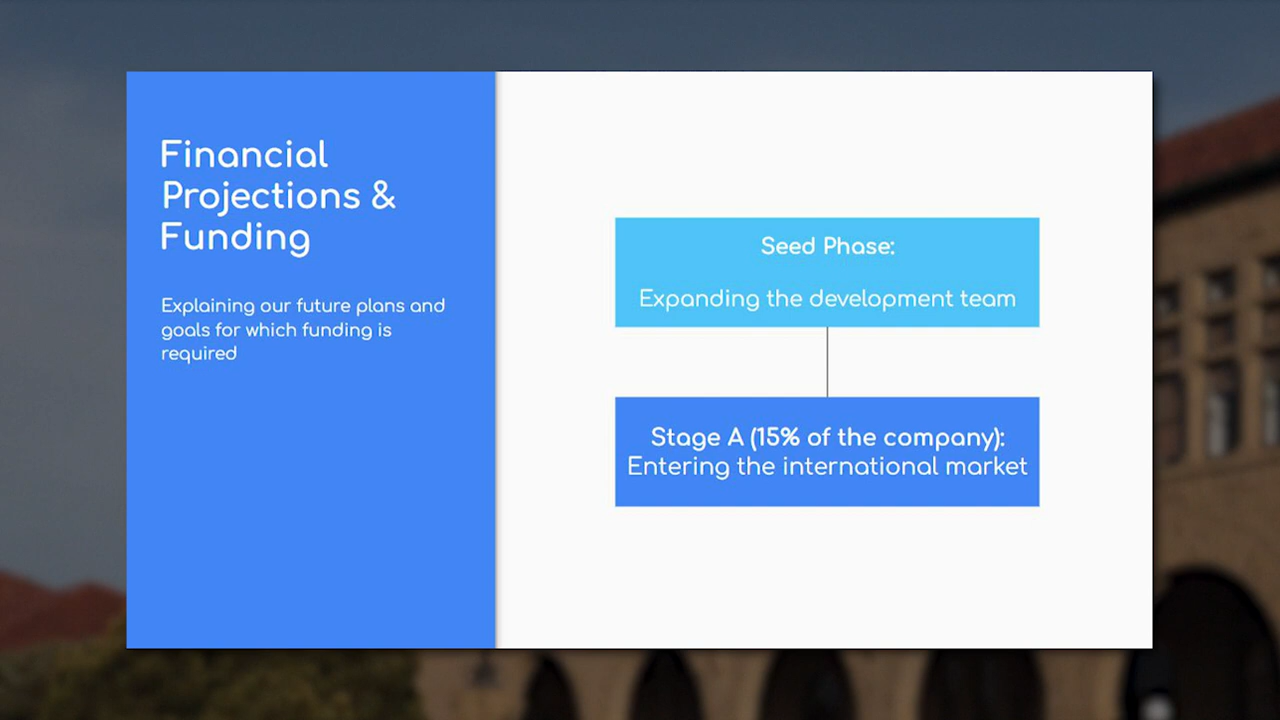 Financial
Projections &
Funding
Explaining our future plans and
goals for which funding is
required
Seed Phase:
Expanding the development team
Stage A (15% of the company):
Entering the international market